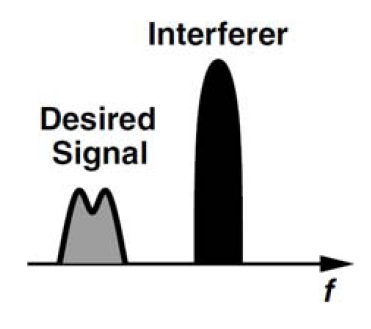 Interferer
Desired
Signal
f